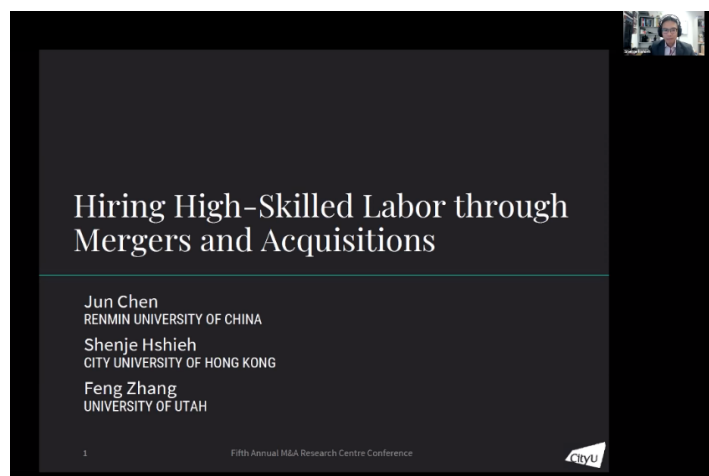 Hiring High-Skilled Labor through
Mergers and Acquisitions
Jun Chen
RENMIN UNIVERSITY OF CHINA
Shenje Hshieh
CITY UNIVERSITY OF HONG KONG
Feng Zhang
UNIVERSITY OF UTAH
1
Fifth Annual M&A Research Centre Conference
CityU